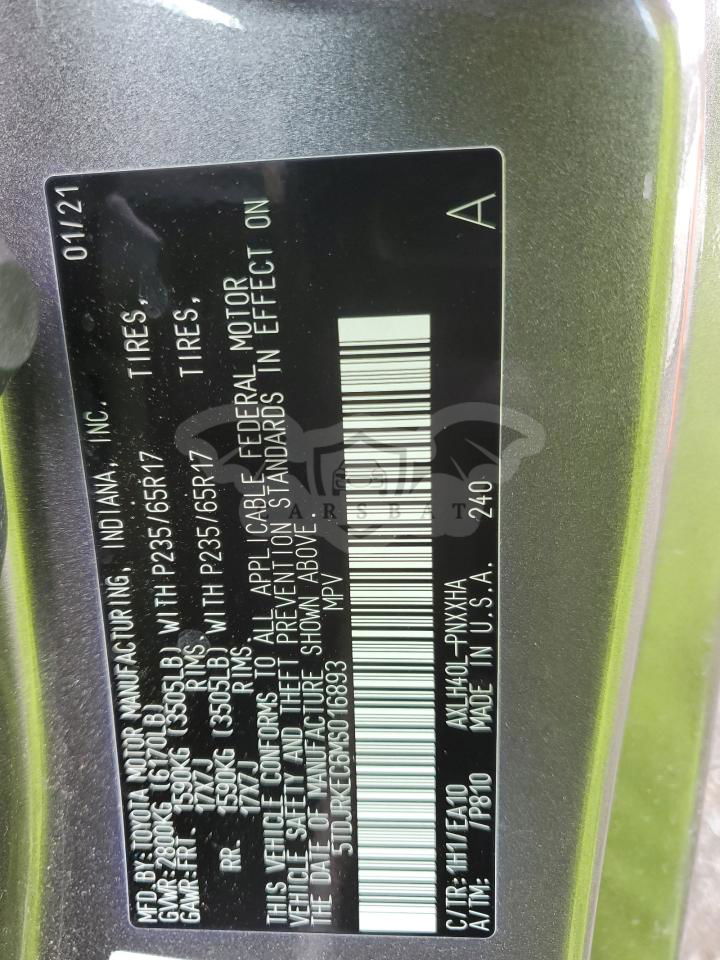 MFD.BY:TOYOTA MOTOR MANUFACTURING, INDIANA, INC. 01/21
GVWR:2800KG (6170LB)
GAWR:FRT. 1590KG (3505LB) WITH P235/65R17 TIRES,
17X7J RIMS,
RR. 1590KG (3505LB) WITH P235/65R17 TIRES,
17X7J RIMS.
THIS VEHICLE CONFORMS TO ALL APPLICABLE FEDERAL MOTOR
VEHICLE SAFETY AND THEFT PREVENTION STANDARDS IN EFFECT ON
THE DATE OF MANUFACTURE SHOWN ABOVE.
5TDJRKEC6MS016893 MPV
C/TR:1H1/EA10 AXLH40L-PNXXHA A
A/TM: /P810 MADE IN U.S.A. 240
CARSBAT